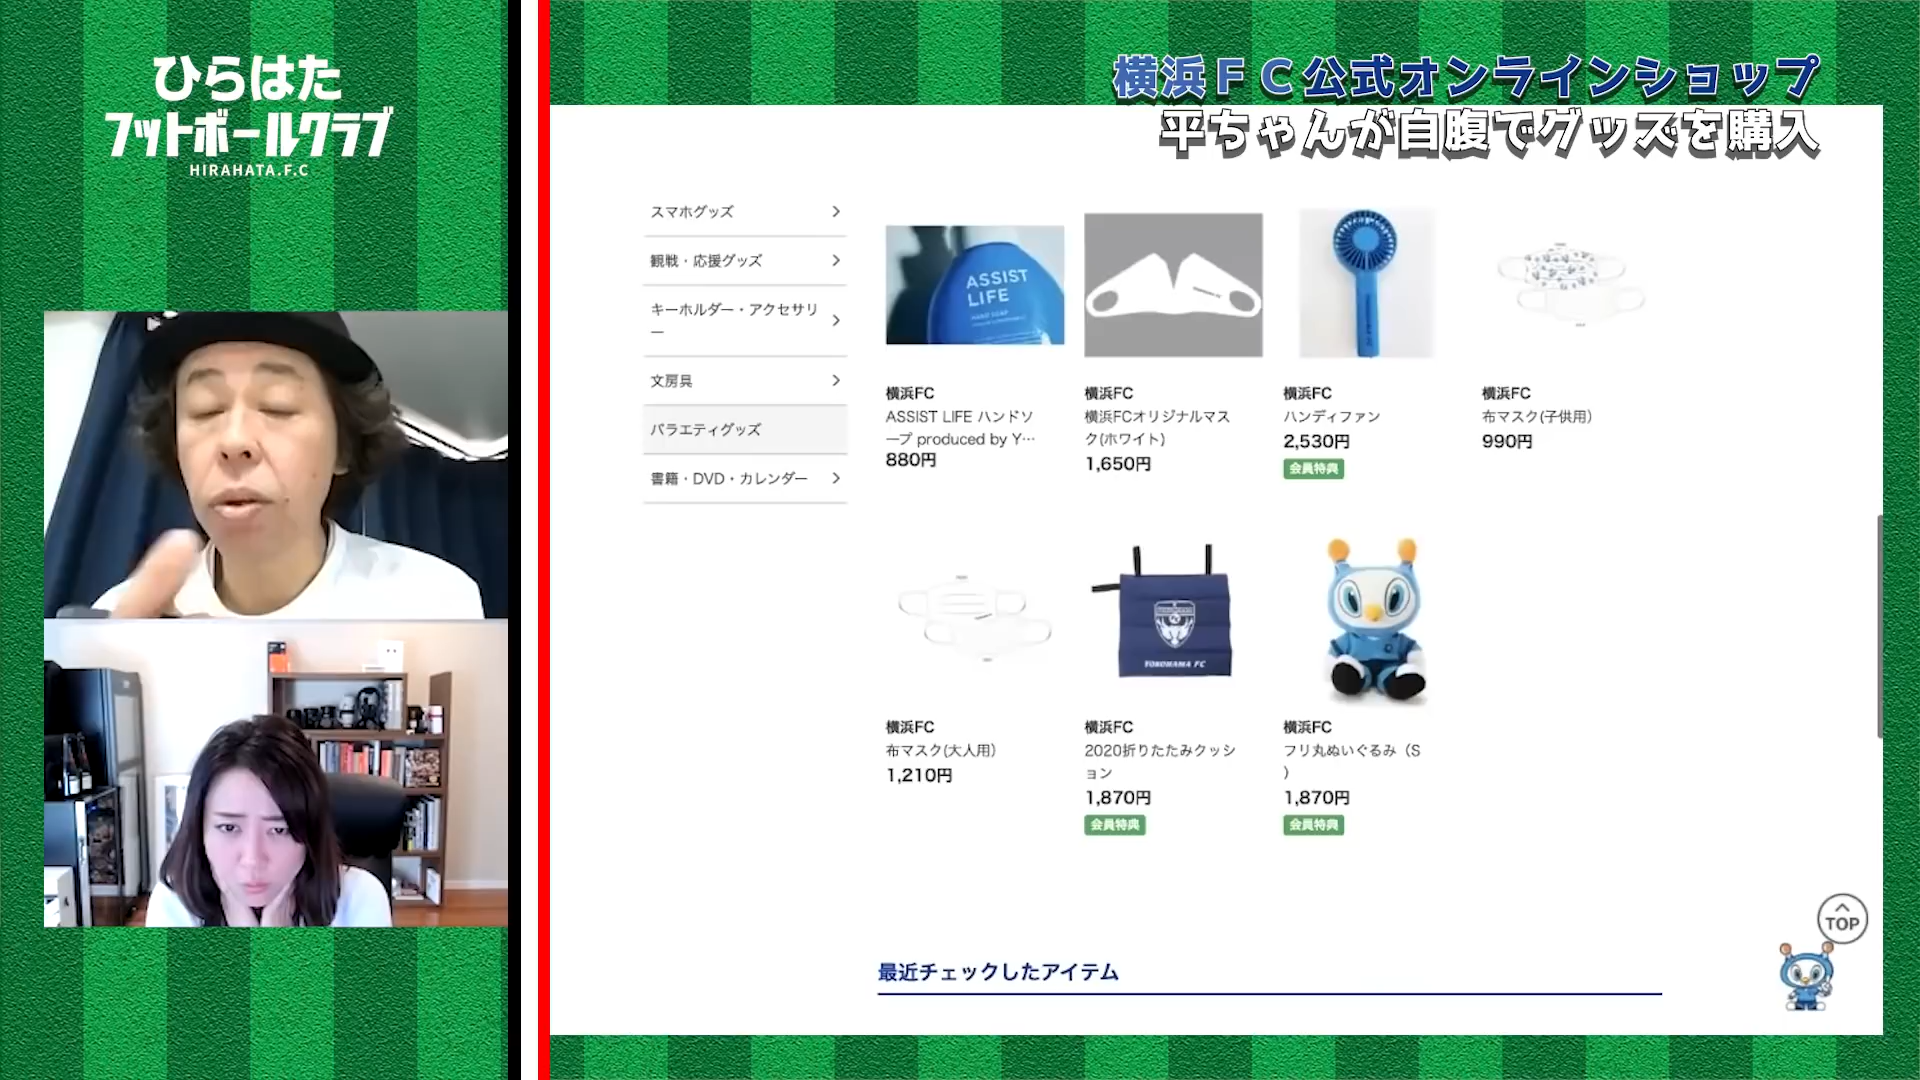 ひらはた
フットボールクラブ
HIRAHATA.F.C
横浜FC公式オンラインショップ
平ちゃんが自腹でグッズを購入
スマホグッズ
観戦・応援グッズ
キーホルダー・アクセサリ
ー
文房具
バラエティグッズ
書籍・DVD・カレンダー
ASSIST
LIFE
HAND SOAP
横浜FC
ASSIST LIFE ハンドソ
ープ produced by Y…
880円
横浜FC
横浜FCオリジナルマス
ク(ホワイト)
1,650円
横浜FC
ハンディファン
2,530円
会員特典
横浜FC
布マスク(子供用)
990円
横浜FC
布マスク(大人用)
1,210円
YOKOHAMA FC
横浜FC
2020折りたたみクッシ
ョン
1,870円
会員特典
横浜FC
フリ丸ぬいぐるみ（S
）
1,870円
会員特典
TOP
最近チェックしたアイテム